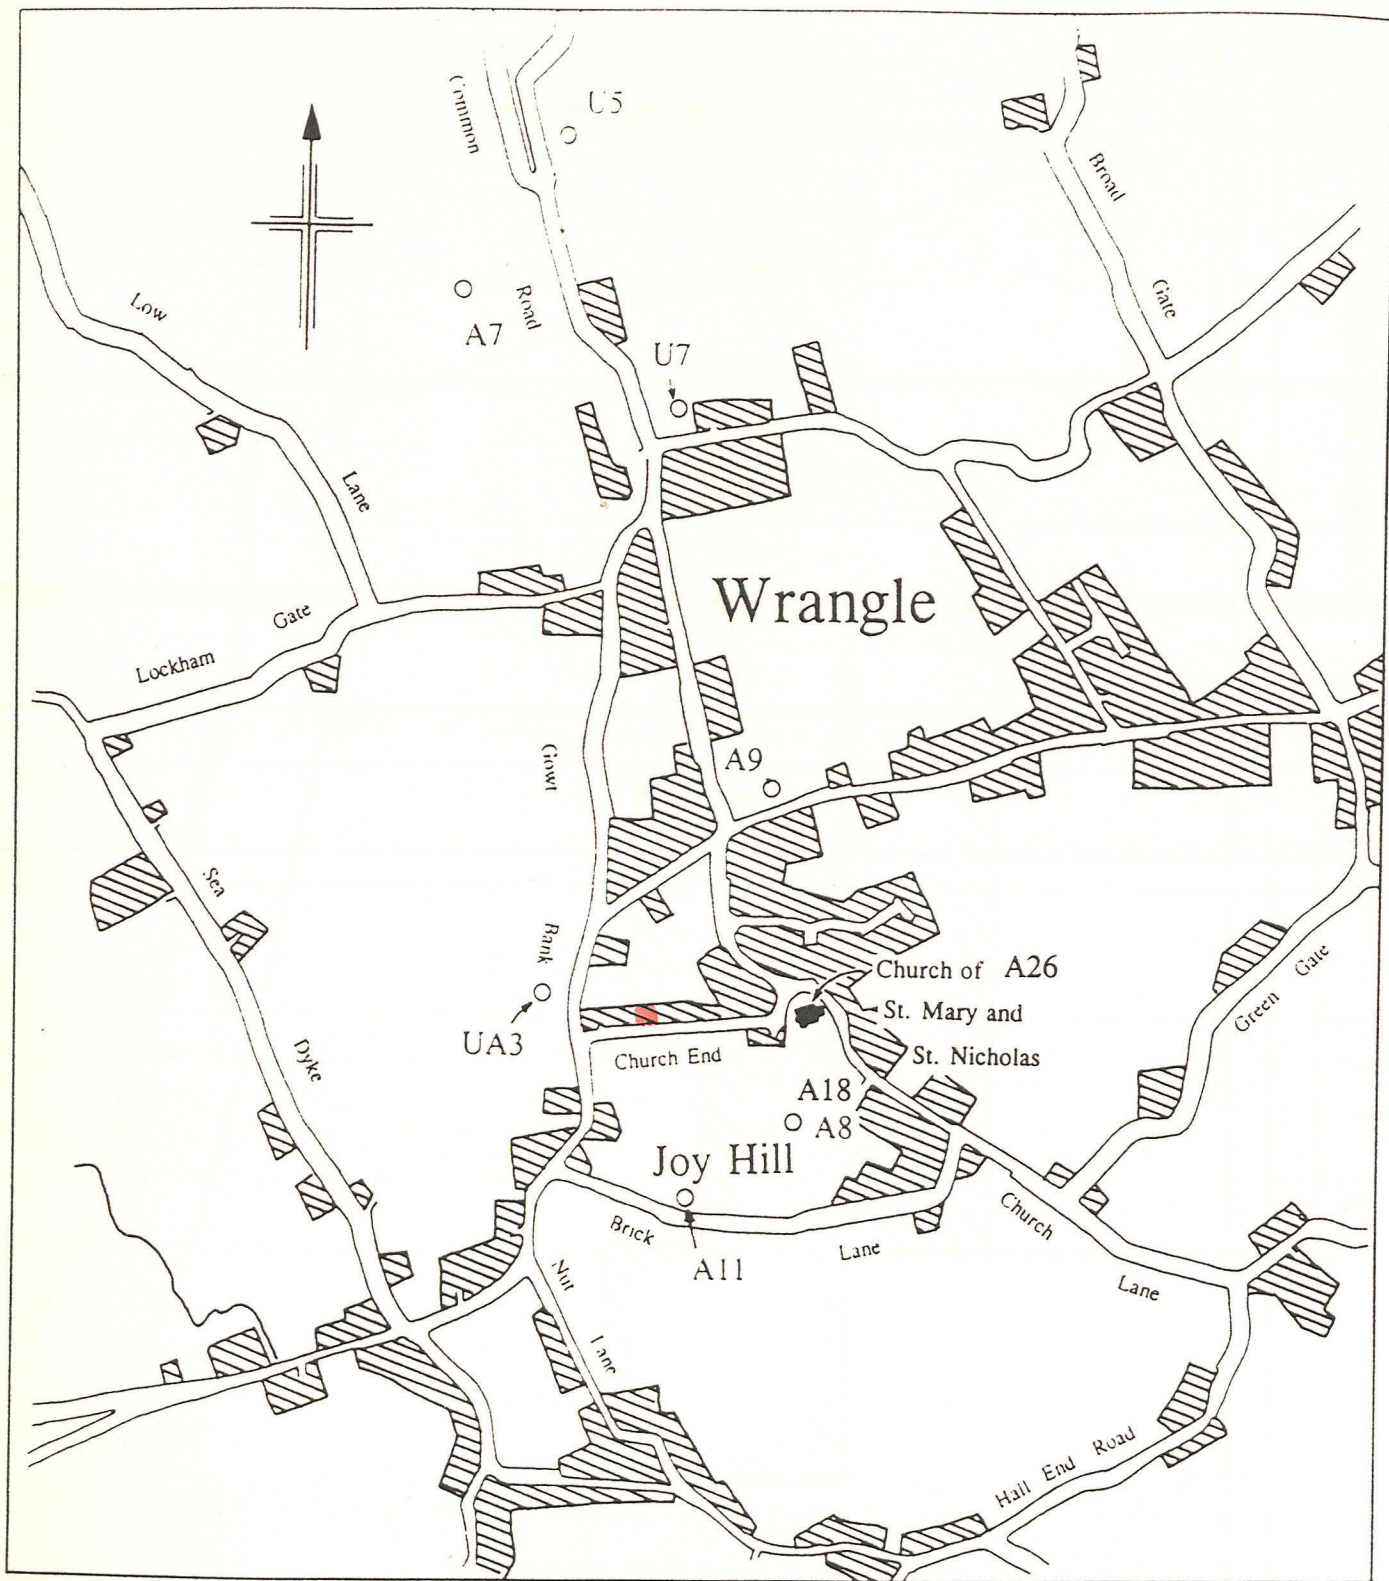 U5
Common
Road
Broad
Gate
A7
Low
Lane
U7
Wrangle
Gate
Lockham
Gowt
Bank
A9
Sea
Dyke
Church of A26
St. Mary and
St. Nicholas
Green Gate
UA3
Church End
A18
A8
Joy Hill
Brick
Lane
A11
Church
Lane
Nut
Lane
Hall End Road